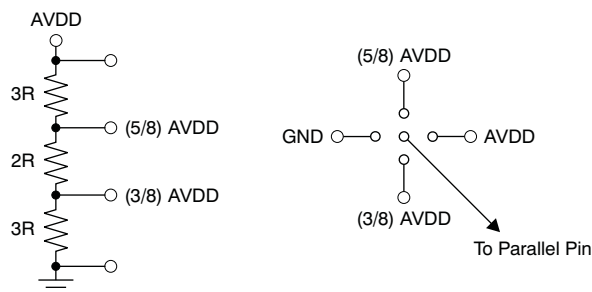 AVDD
3R
(5/8) AVDD
2R
(3/8) AVDD
3R
(5/8) AVDD
GND
AVDD
(3/8) AVDD
To Parallel Pin